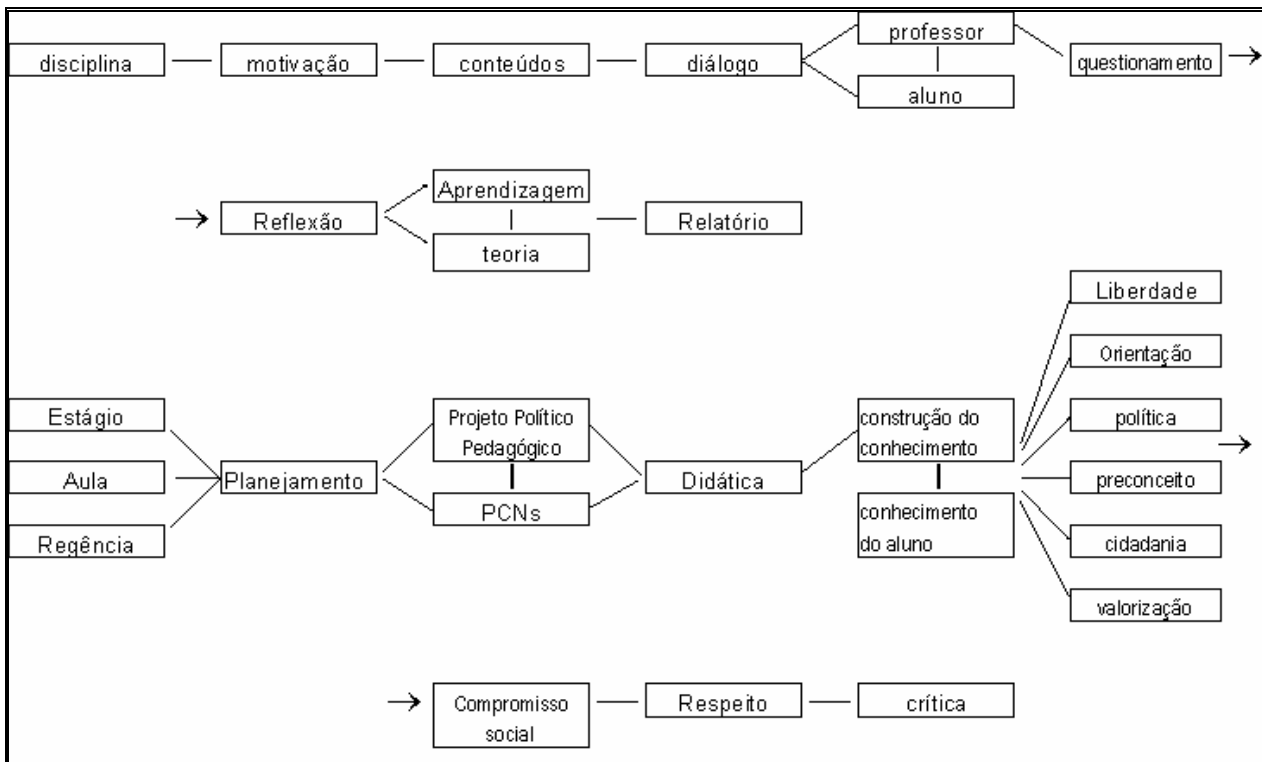 disciplina
motivação
conteúdos
diálogo
professor
aluno
questionamento
Reflexão
Aprendizagem
teoria
Relatório
Estágio
Aula
Regência
Planejamento
Projeto Político
Pedagógico
PCNs
Didática
construção do
conhecimento
conhecimento
do aluno
Liberdade
Orientação
política
preconceito
cidadania
valorização
Compromisso
social
Respeito
crítica